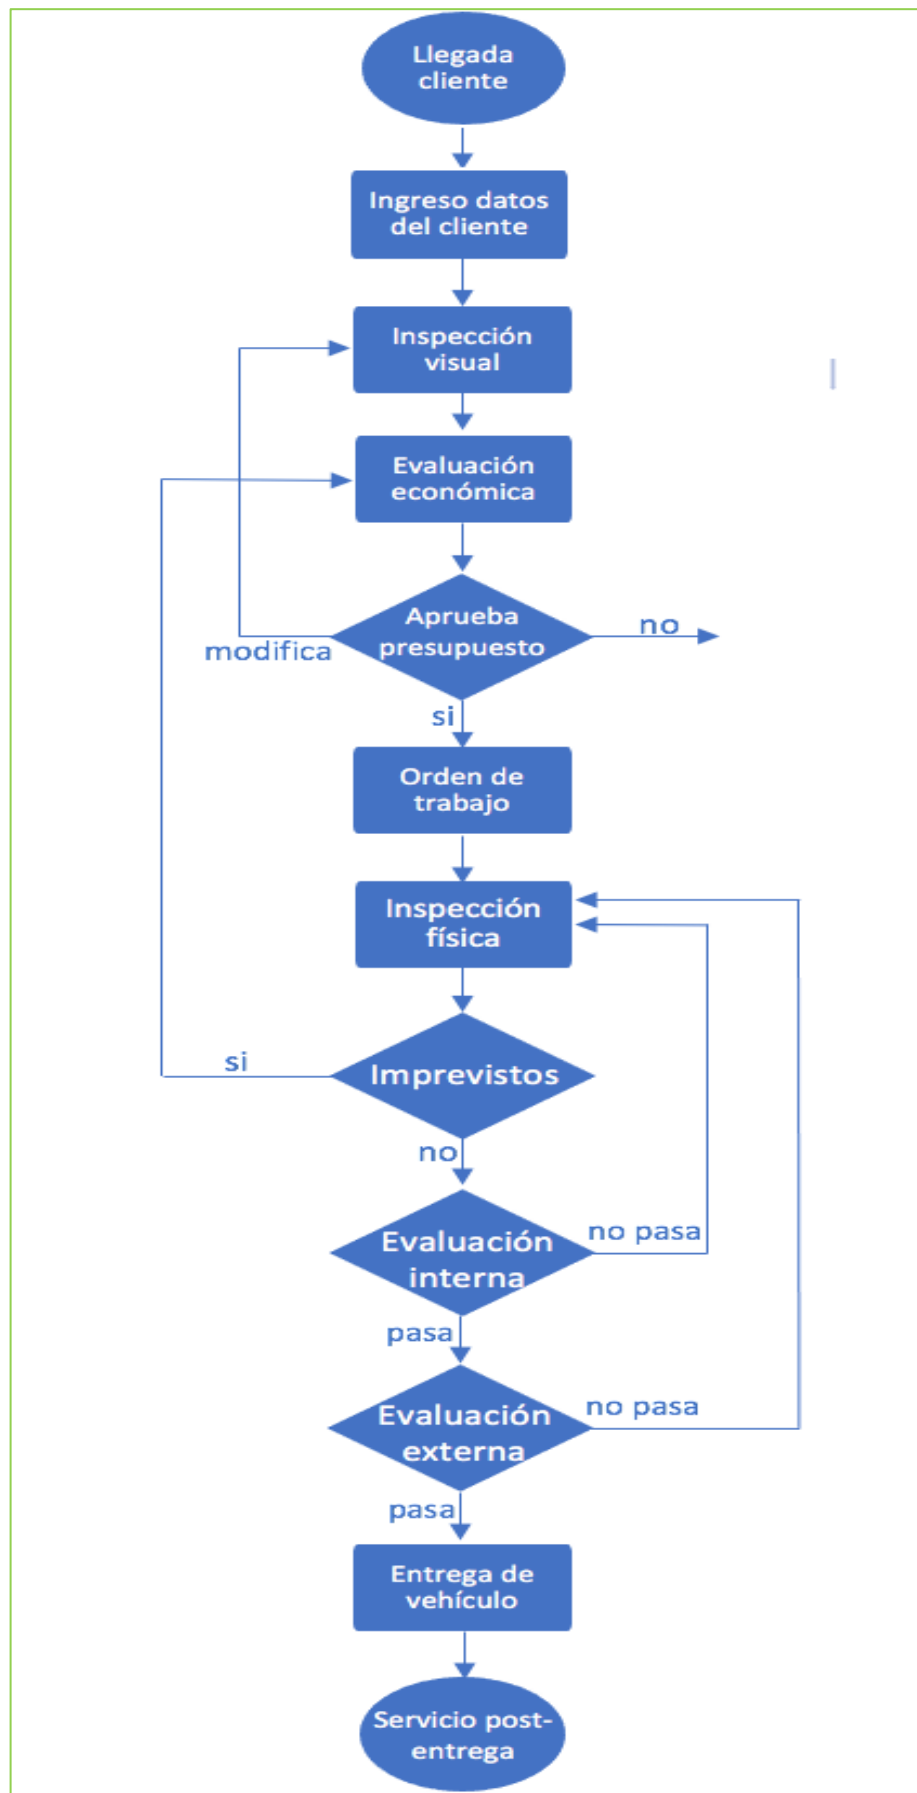 Llegada
cliente
Ingreso datos
del cliente
Inspección
visual
Evaluación
económica
Aprueba
presupuesto
no
modifica
si
Orden de
trabajo
Inspección
física
Imprevistos
si
no
Evaluación
interna
no pasa
pasa
Evaluación
externa
no pasa
pasa
Entrega de
vehículo
Servicio post-
entrega